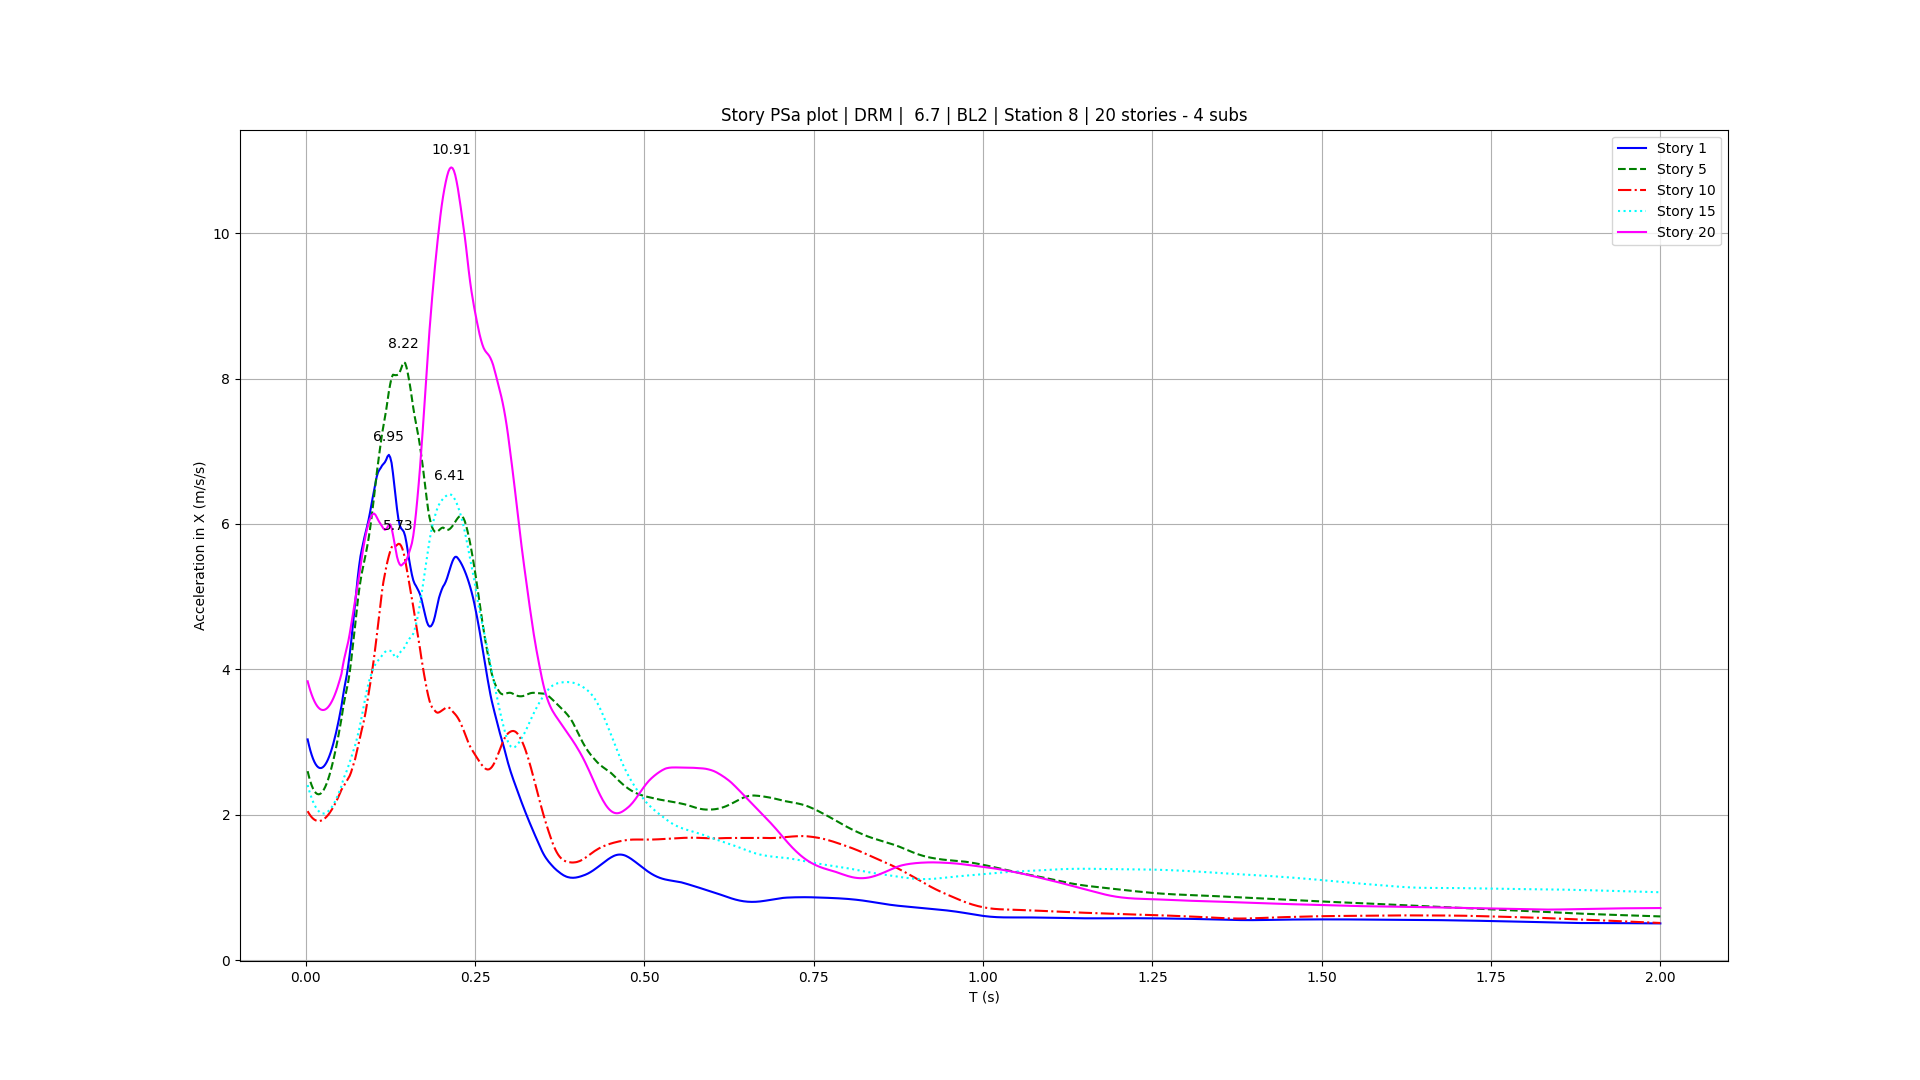 Story PSa plot | DRM |  6.7 | BL2 | Station 8 | 20 stories - 4 subs
Story 1
Story 5
Story 10
Story 15
Story 20
10.91
8.22
6.95
6.41
5.73
Acceleration in X (m/s/s)
10
8
6
4
2
0
0.00 0.25 0.50 0.75 1.00 1.25 1.50 1.75 2.00
T (s)